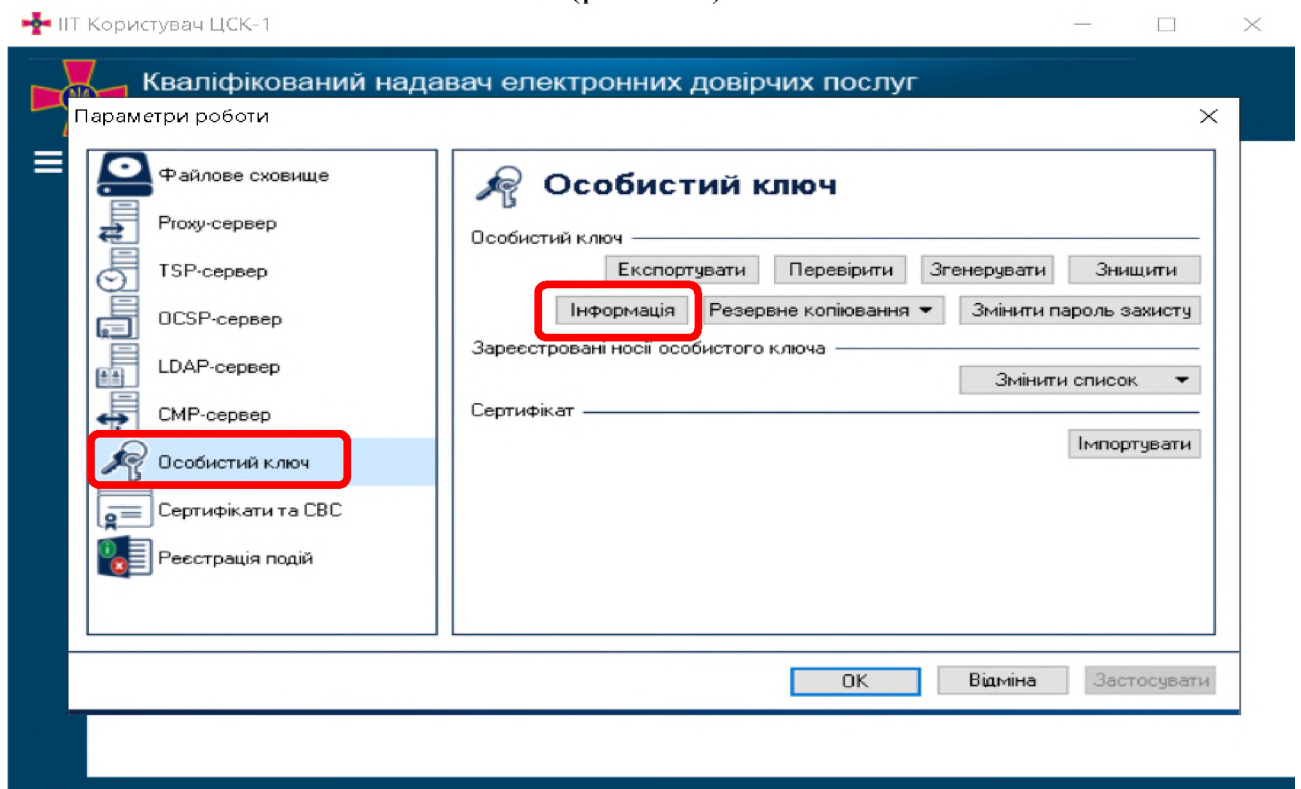 ІІТ Користувач ЦСК-1
Кваліфікований надавач електронних довірчих послуг
Параметри роботи
Файлове сховище
Proxy-сервер
TSP-сервер
OCSP-сервер
LDAP-сервер
CMP-сервер
Особистий ключ
Сертифікати та СВС
Реєстрація подій
Особистий ключ
Особистий ключ
Експортувати Перевірити Згенерувати Знищити
Інформація Резервне копіювання Змінити пароль захисту
Зареєстровані носії особистого ключа
Змінити список
Сертифікат
Імпортувати
OK Відміна Застосувати